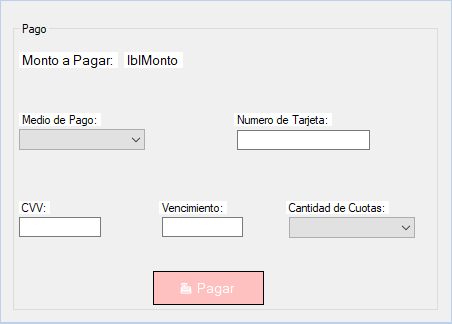 Pago
Monto a Pagar: lblMonto
Medio de Pago: Numero de Tarjeta:
CVV: Vencimiento: Cantidad de Cuotas:
Pagar